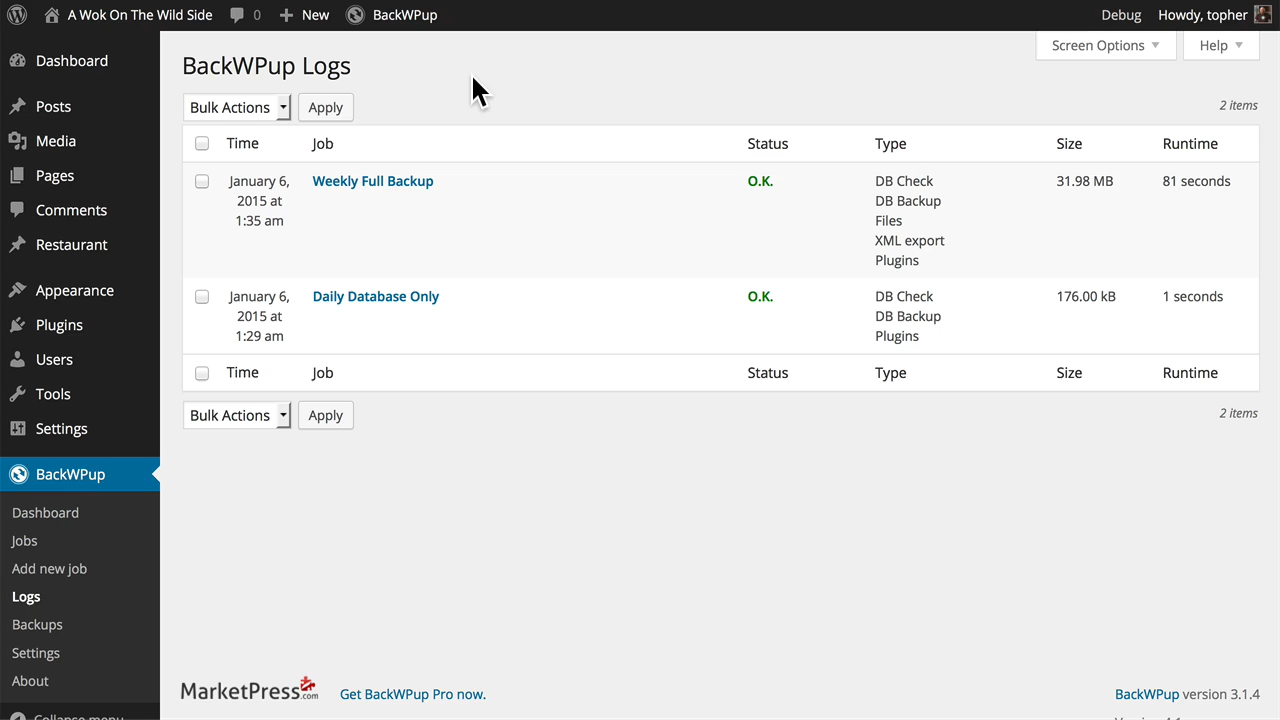 A Wok On The Wild Side 0 New BackWPup Debug Howdy, topher
Screen Options Help
Dashboard
Posts
Media
Pages
Comments
Restaurant
Appearance
Plugins
Users
Tools
Settings
BackWPup
Dashboard
Jobs
Add new job
Logs
Backups
Settings
About
Collapse menu
BackWPup Logs
Bulk Actions Apply 2 items
Time Job Status Type Size Runtime
January 6, Weekly Full Backup O.K. DB Check 31.98 MB 81 seconds
2015 at DB Backup
1:35 am Files
XML export
Plugins
January 6, Daily Database Only O.K. DB Check 176.00 kB 1 seconds
2015 at DB Backup
1:29 am Plugins
Time Job Status Type Size Runtime
Bulk Actions Apply 2 items
MarketPress.com Get BackWPup Pro now. BackWPup version 3.1.4